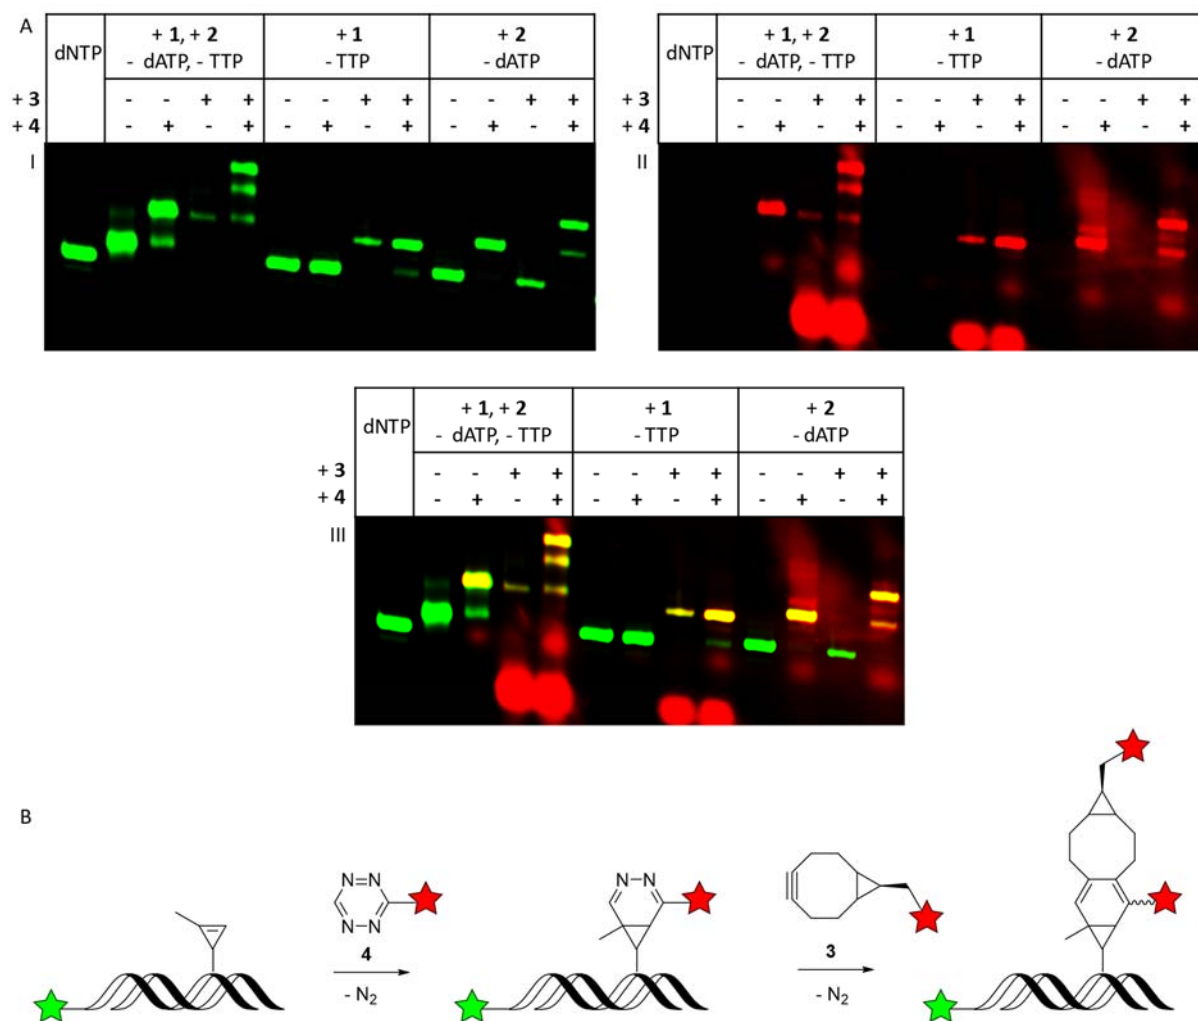 A
dNTP + 1, + 2 + 1 + 2
- dATP, - TTP - TTP - dATP
+ 3 - - + + - - + + - - + +
+ 4 - + - + - + - + - + - +
I
dNTP + 1, + 2 + 1 + 2
- dATP, - TTP - TTP - dATP
+ 3 - - + + - - + + - - + +
+ 4 - + - + - + - + - + - +
II
dNTP + 1, + 2 + 1 + 2
- dATP, - TTP - TTP - dATP
+ 3 - - + + - - + + - - + +
+ 4 - + - + - + - + - + - +
III
B
N=N
N=N
4
- N2
N-N
3
- N2